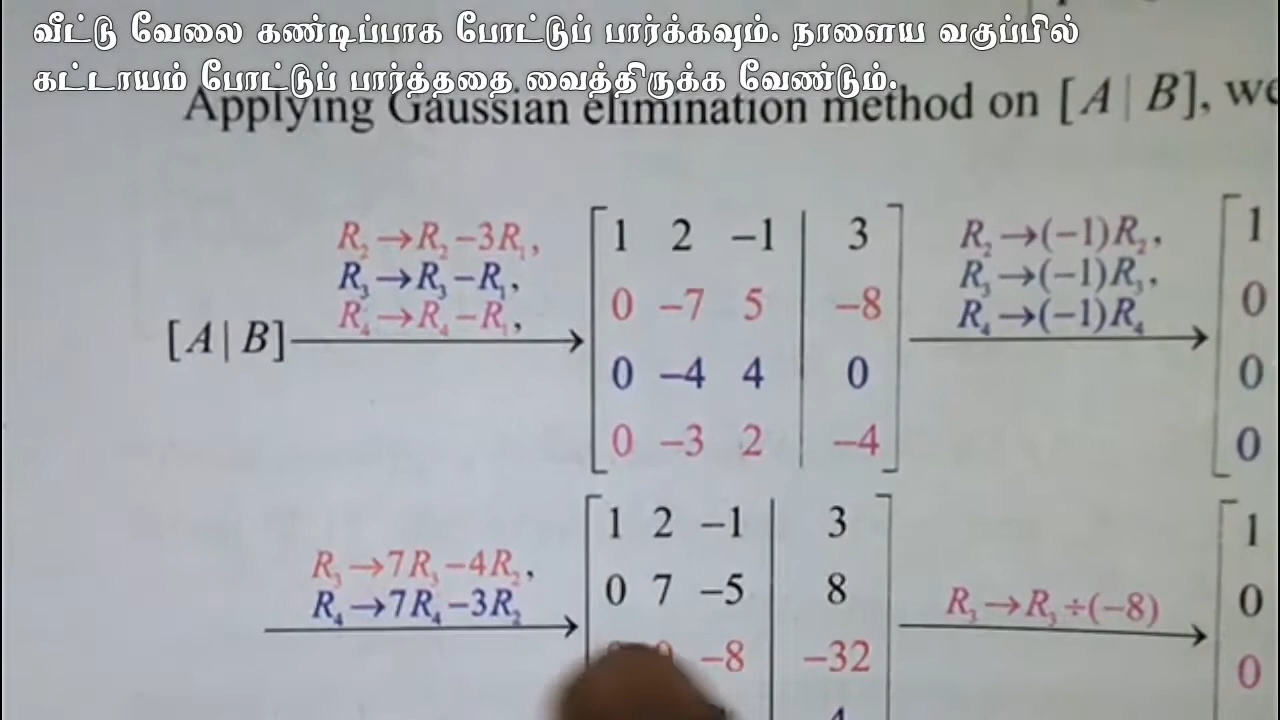 வீட்டு வேலை கண்டிப்பாக போட்டுப் பார்க்கவும். நாளைய வகுப்பில்
கட்டாயம் போட்டுப் பார்த்ததை வைத்திருக்க வேண்டும்.
Applying Gaussian elimination method on [A | B], we
R₂→R₂−3R₁,
R₃→R₃−R₁,
R₄→R₄−R₁,
[A | B]
1 2 −1 | 3
0 −7 5 | −8
0 −4 4 | 0
0 −3 2 | −4
R₂→(−1)R₂,
R₃→(−1)R₃,
R₄→(−1)R₄
1
0
0
0
R₃→7R₃−4R₂,
R₄→7R₄−3R₂
1 2 −1 | 3
0 7 −5 | 8
−8 | −32
R₃→R₃÷(−8)
1
0
0